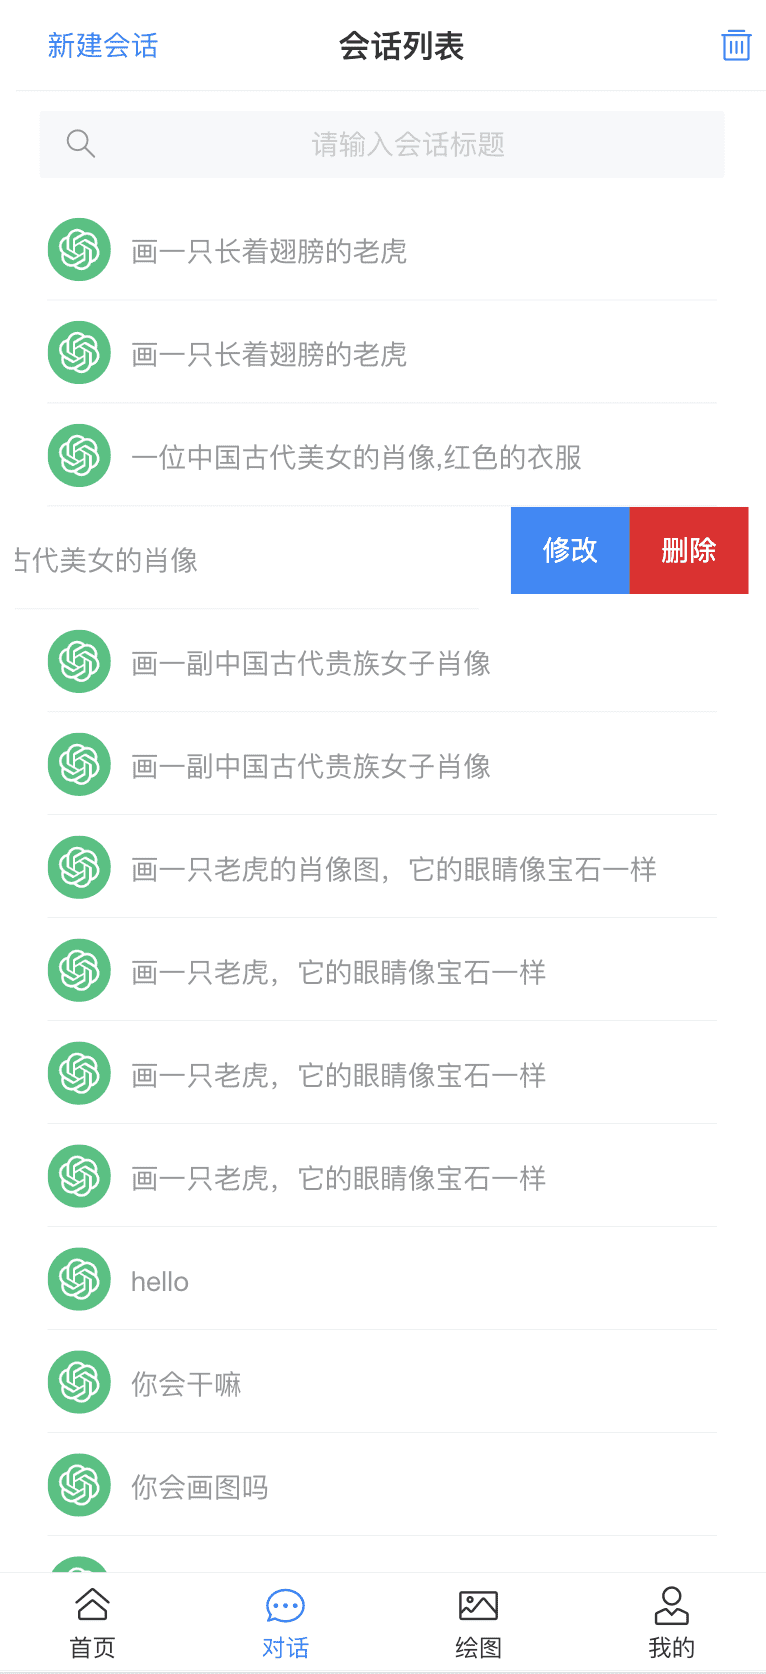 新建会话
会话列表
请输入会话标题
画一只长着翅膀的老虎
画一只长着翅膀的老虎
一位中国古代美女的肖像,红色的衣服
古代美女的肖像
修改
删除
画一副中国古代贵族女子肖像
画一副中国古代贵族女子肖像
画一只老虎的肖像图，它的眼睛像宝石一样
画一只老虎，它的眼睛像宝石一样
画一只老虎，它的眼睛像宝石一样
画一只老虎，它的眼睛像宝石一样
hello
你会干嘛
你会画图吗
首页
对话
绘图
我的